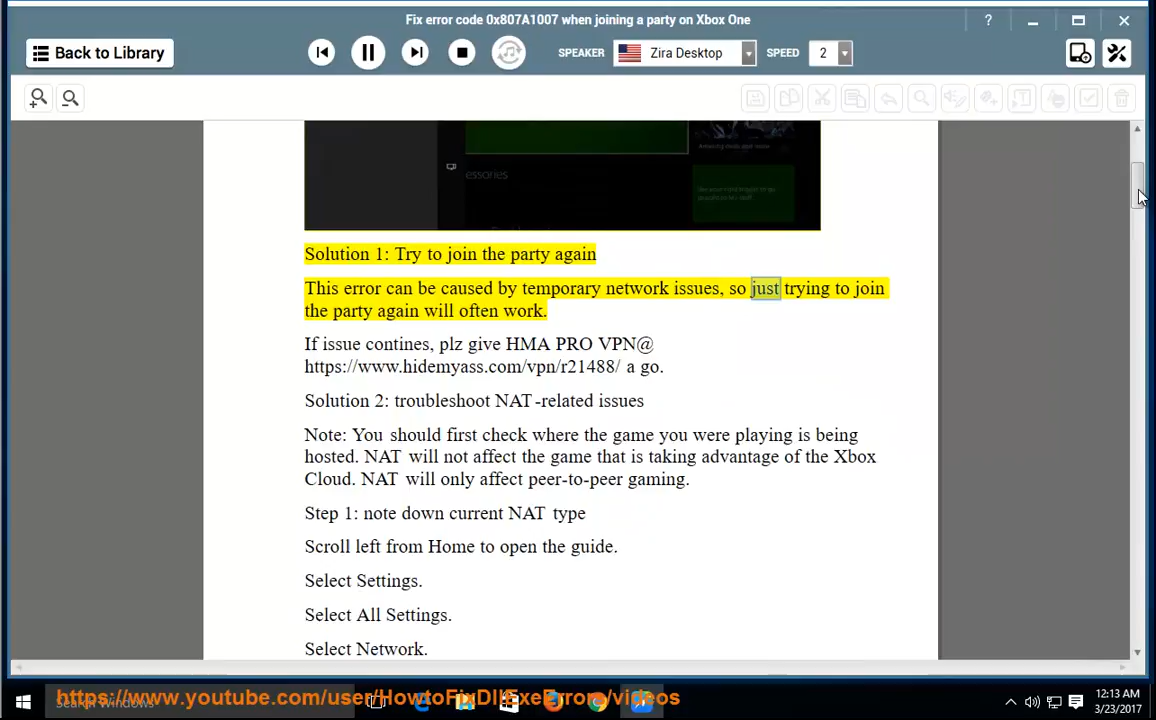 Fix error code 0x807A1007 when joining a party on Xbox One
Back to Library
SPEAKER Zira Desktop SPEED 2
essories
Solution 1: Try to join the party again
This error can be caused by temporary network issues, so just trying to join
the party again will often work.
If issue contines, plz give HMA PRO VPN@
https://www.hidemyass.com/vpn/r21488/ a go.
Solution 2: troubleshoot NAT-related issues
Note: You should first check where the game you were playing is being
hosted. NAT will not affect the game that is taking advantage of the Xbox
Cloud. NAT will only affect peer-to-peer gaming.
Step 1: note down current NAT type
Scroll left from Home to open the guide.
Select Settings.
Select All Settings.
Select Network.
https://www.youtube.com/user/HowtoFixDllExeErrors/videos
Search Windows
12:13 AM
3/23/2017